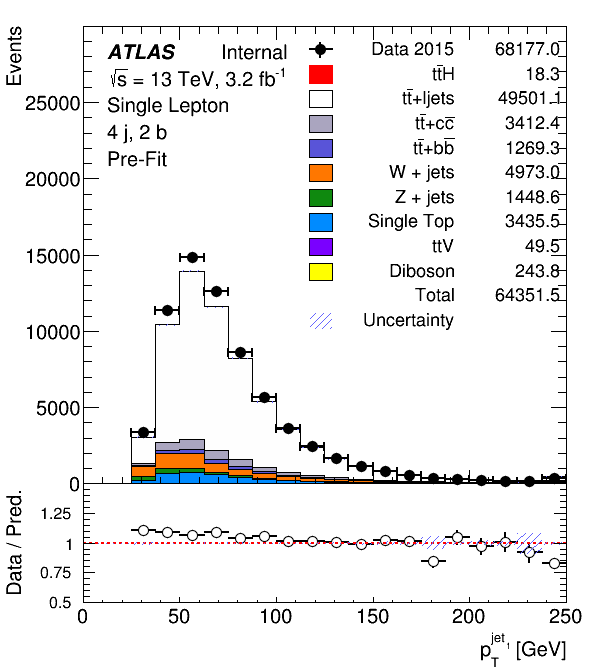 Events
ATLAS Internal
√s = 13 TeV, 3.2 fb⁻¹
Single Lepton
4 j, 2 b
Pre-Fit
Data 2015 68177.0
tt̄H 18.3
tt̄+ljets 49501.1
tt̄+cc̄ 3412.4
tt̄+bb̄ 1269.3
W + jets 4973.0
Z + jets 1448.6
Single Top 3435.5
ttV 49.5
Diboson 243.8
Total 64351.5
Uncertainty
25000
20000
15000
10000
5000
0
Data / Pred.
1.25
1
0.75
0.5
0 50 100 150 200 250
p_T^jet₁ [GeV]